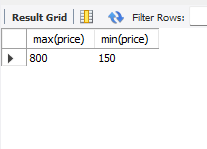 Result Grid Filter Rows:
max(price) min(price)
800 150